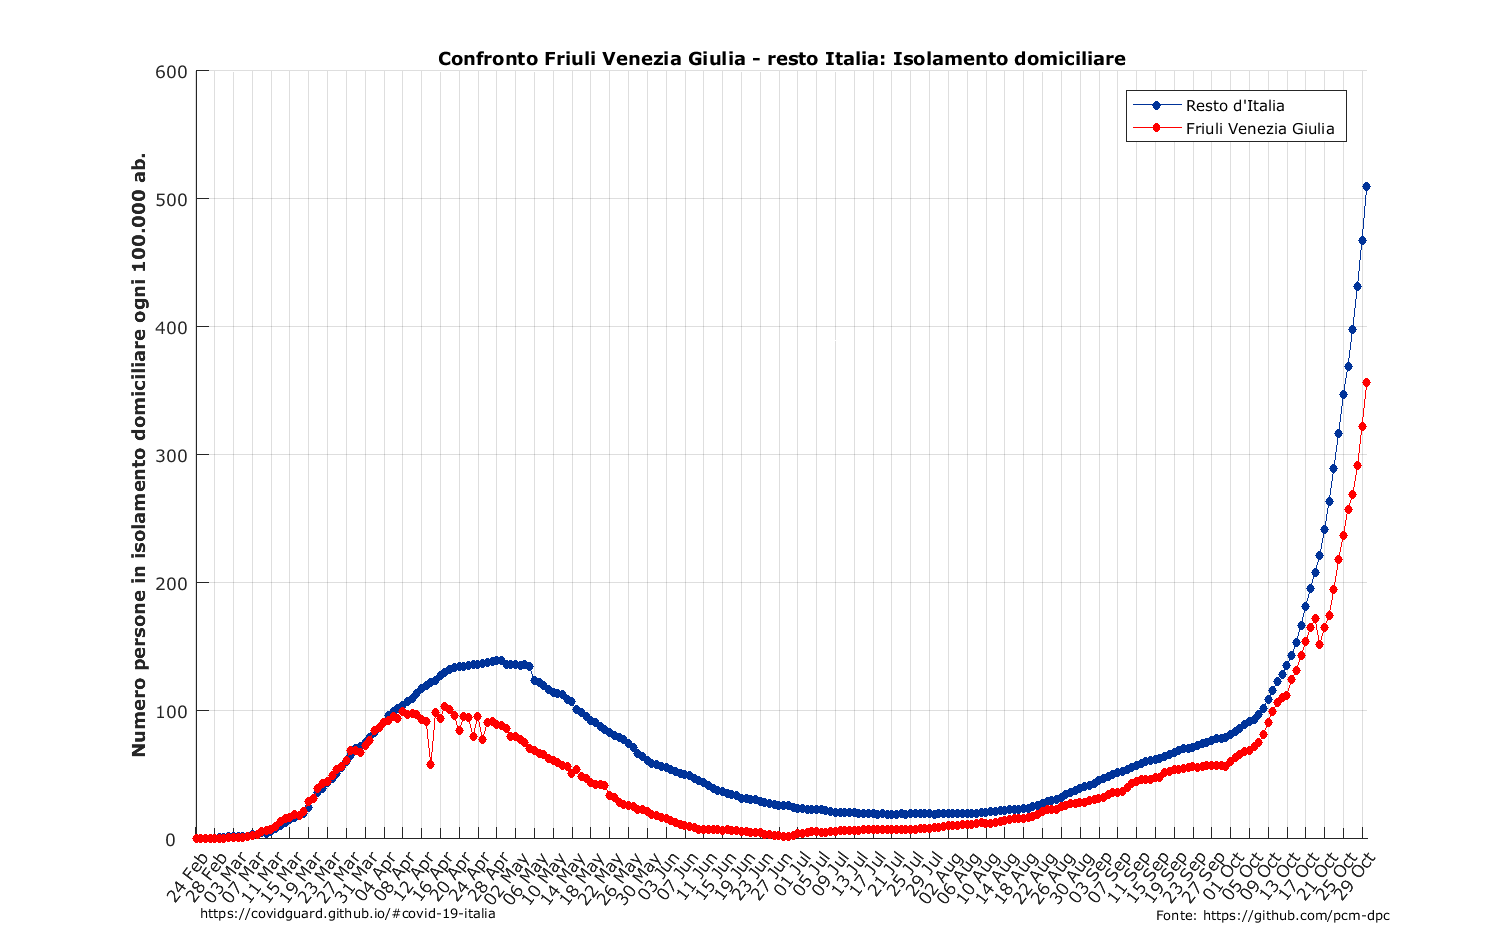 Confronto Friuli Venezia Giulia - resto Italia: Isolamento domiciliare
Resto d'Italia
Friuli Venezia Giulia
Numero persone in isolamento domiciliare ogni 100.000 ab.
600
500
400
300
200
100
0
24 Feb
28 Feb
03 Mar
07 Mar
11 Mar
15 Mar
19 Mar
23 Mar
27 Mar
31 Mar
04 Apr
08 Apr
12 Apr
16 Apr
20 Apr
24 Apr
28 Apr
02 May
06 May
10 May
14 May
18 May
22 May
26 May
30 May
03 Jun
07 Jun
11 Jun
15 Jun
19 Jun
23 Jun
27 Jun
01 Jul
05 Jul
09 Jul
13 Jul
17 Jul
21 Jul
25 Jul
29 Jul
02 Aug
06 Aug
10 Aug
14 Aug
18 Aug
22 Aug
26 Aug
30 Aug
03 Sep
07 Sep
11 Sep
15 Sep
19 Sep
23 Sep
27 Sep
01 Oct
05 Oct
09 Oct
13 Oct
17 Oct
21 Oct
25 Oct
29 Oct
https://covidguard.github.io/#covid-19-italia
Fonte: https://github.com/pcm-dpc